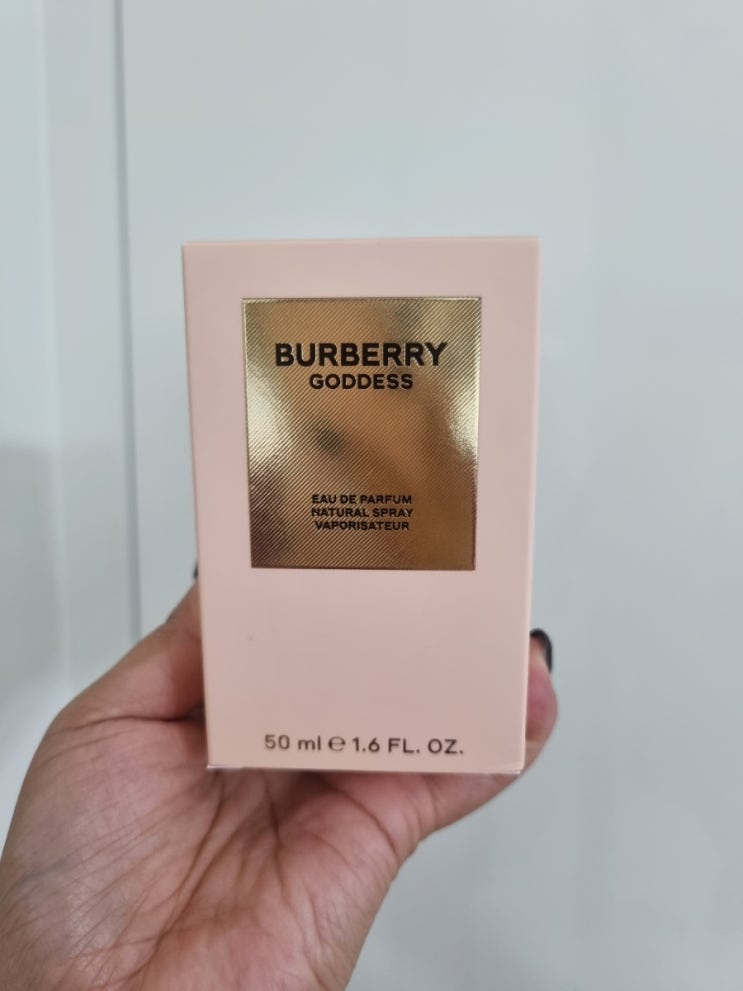 BURBERRY
GODDESS
EAU DE PARFUM
NATURAL SPRAY
VAPORISATEUR
50 ml ℮ 1.6 FL. OZ.